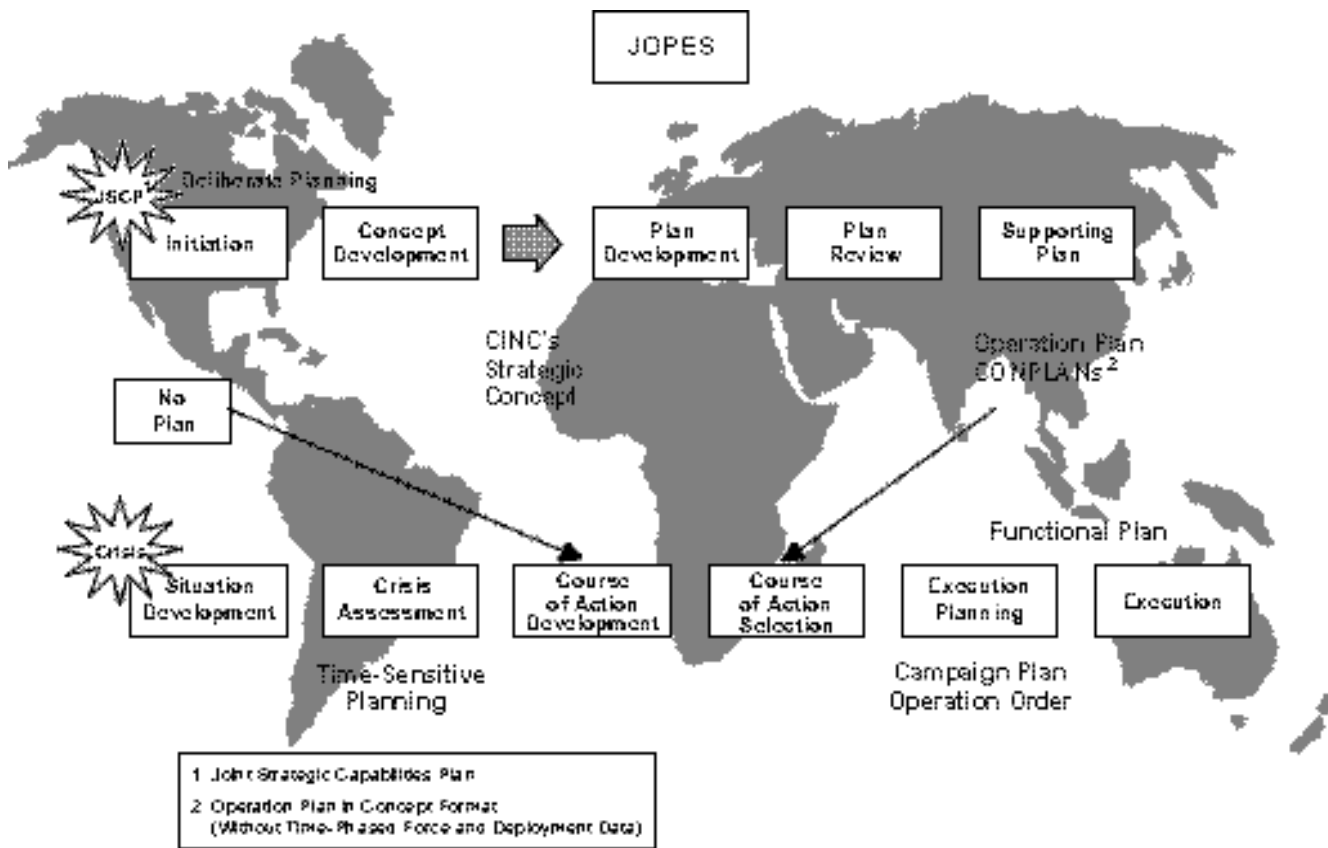 JOPES
JSCP
Deliberate Planning
Initiation
Concept
Development
Plan
Development
Plan
Review
Supporting
Plan
CINC's
Strategic
Concept
Operation Plan
CONPLANs²
No
Plan
Functional Plan
Crisis
Situation
Development
Crisis
Assessment
Course
of Action
Development
Course
of Action
Selection
Execution
Planning
Execution
Time-Sensitive
Planning
Campaign Plan
Operation Order
1 Joint Strategic Capabilities Plan
2 Operation Plan in Concept Format
(Without Time-Phased Force and Deployment Data)